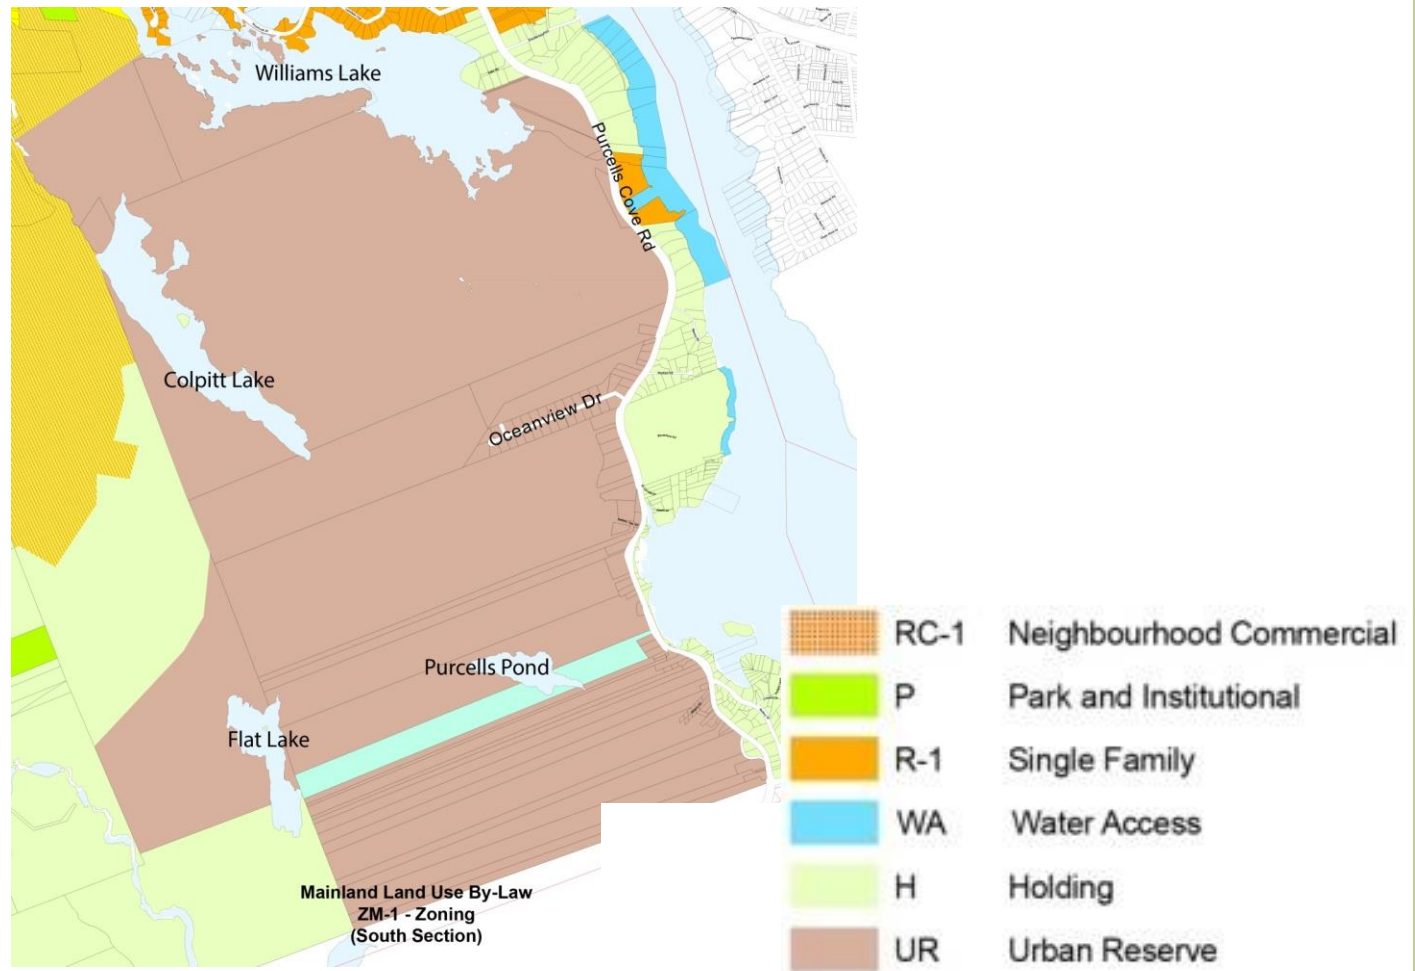 Williams Lake
Purcells Cove Rd
Colpitt Lake
Oceanview Dr
Purcells Pond
Flat Lake
Mainland Land Use By-Law
ZM-1 - Zoning
(South Section)
RC-1 Neighbourhood Commercial
P Park and Institutional
R-1 Single Family
WA Water Access
H Holding
UR Urban Reserve